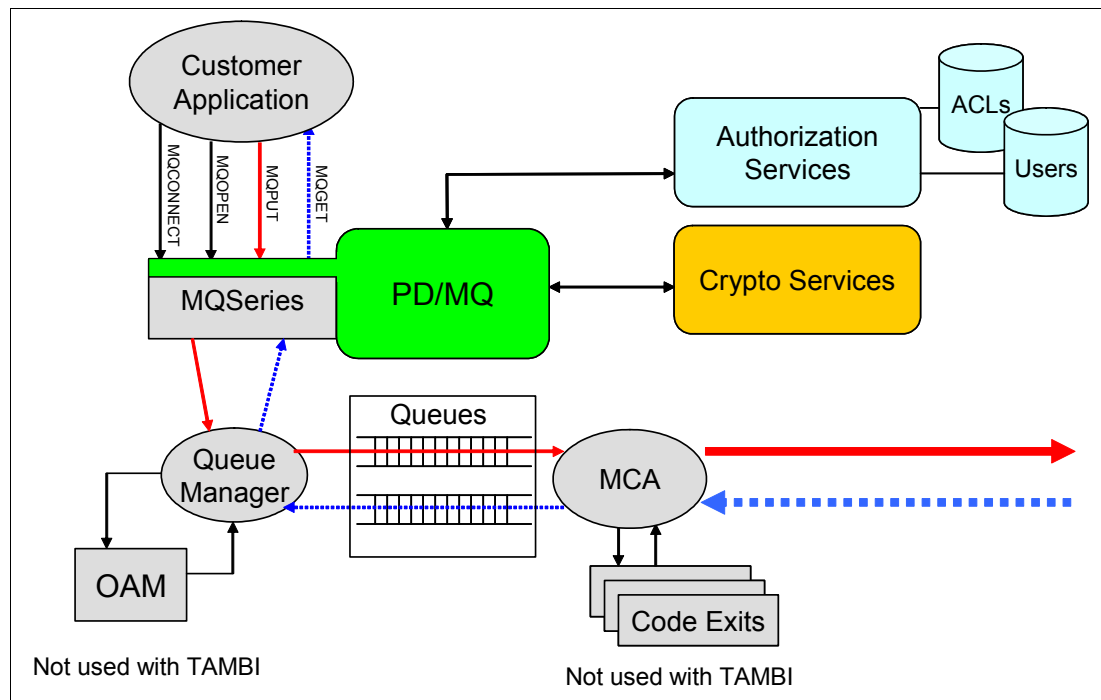 Customer
Application
MQCONNECT
MQOPEN
MQPUT
MQGET
ACLs
Users
Authorization
Services
MQSeries
PD/MQ
Crypto Services
Queues
Queue
Manager
MCA
OAM
Code Exits
Not used with TAMBI
Not used with TAMBI